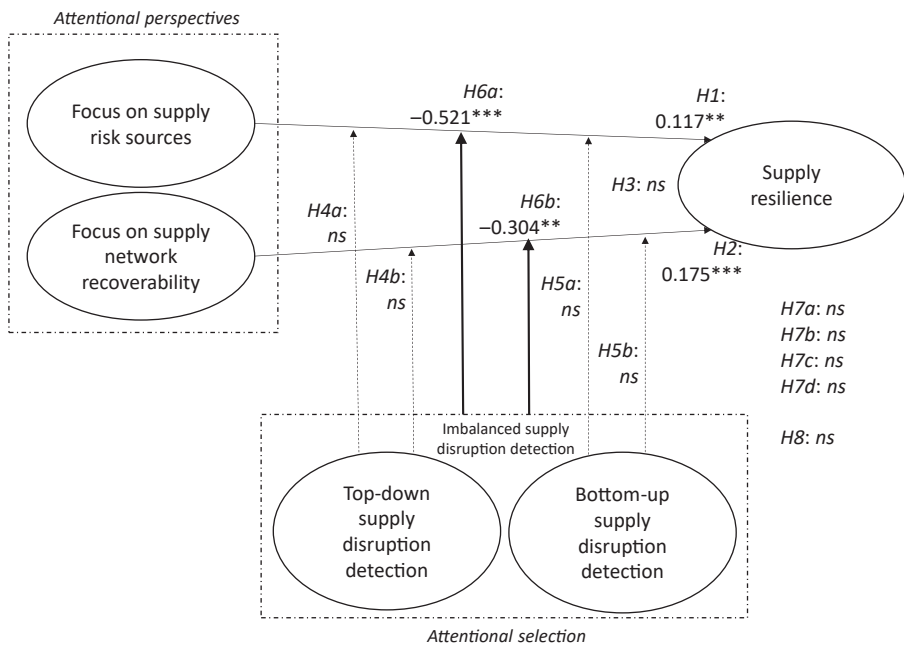 Attentional perspectives
Focus on supply
risk sources
Focus on supply
network
recoverability
H6a:
–0.521***
H1:
0.117**
H3: ns
Supply
resilience
H4a:
ns
H6b:
–0.304**
H2:
0.175***
H4b:
ns
H5a:
ns
H5b:
ns
H7a: ns
H7b: ns
H7c: ns
H7d: ns
H8: ns
Imbalanced supply
disruption detection
Top-down
supply
disruption
detection
Bottom-up
supply
disruption
detection
Attentional selection